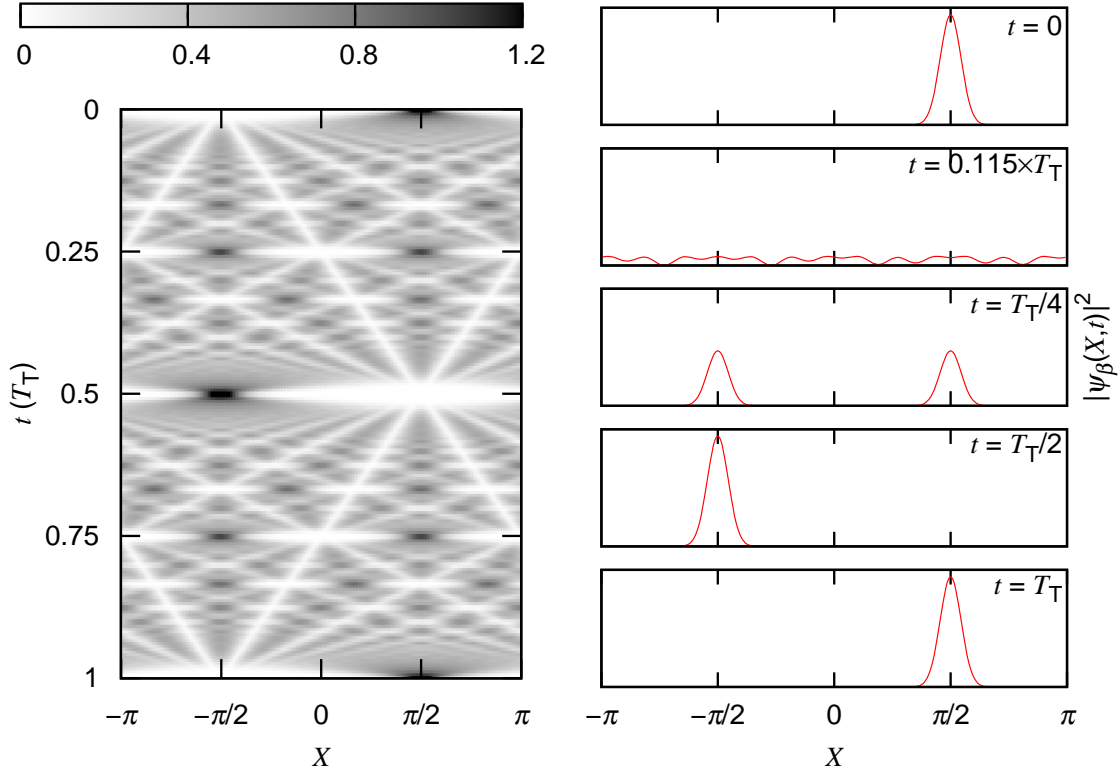 0 0.4 0.8 1.2
0
0.25
0.5
0.75
1
t (T_T)
−π −π/2 0 π/2 π
X
t = 0
t = 0.115×T_T
t = T_T/4
t = T_T/2
t = T_T
|ψ_β(X,t)|²
−π −π/2 0 π/2 π
X